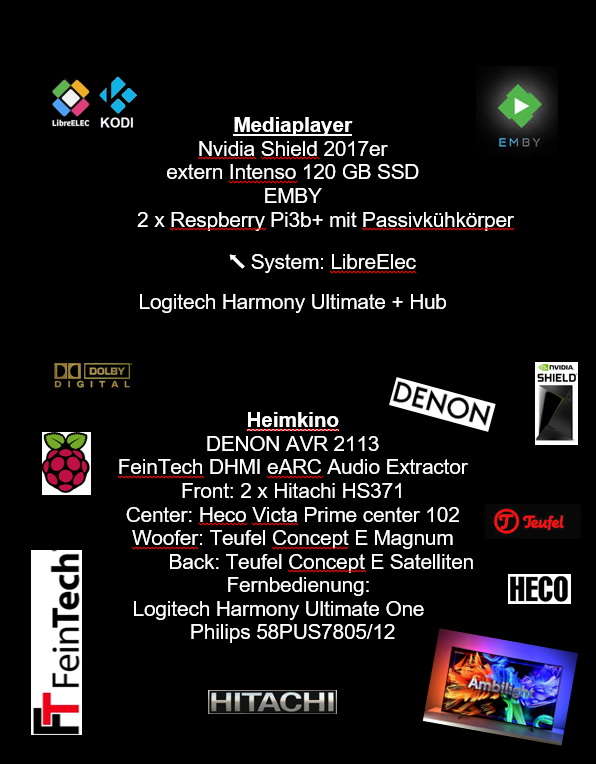 LibreELEC KODI
EMBY
Mediaplayer
Nvidia Shield 2017er
extern Intenso 120 GB SSD
EMBY
2 x Respberry Pi3b+ mit Passivkühkörper
System: LibreElec
Logitech Harmony Ultimate + Hub
DOLBY
DIGITAL
DENON
NVIDIA
SHIELD
Heimkino
DENON AVR 2113
FeinTech DHMI eARC Audio Extractor
Front: 2 x Hitachi HS371
Center: Heco Victa Prime center 102
Woofer: Teufel Concept E Magnum
Back: Teufel Concept E Satelliten
Fernbedienung:
Logitech Harmony Ultimate One
Philips 58PUS7805/12
Teufel
HECO
FT FeinTech
Ambilight
HITACHI